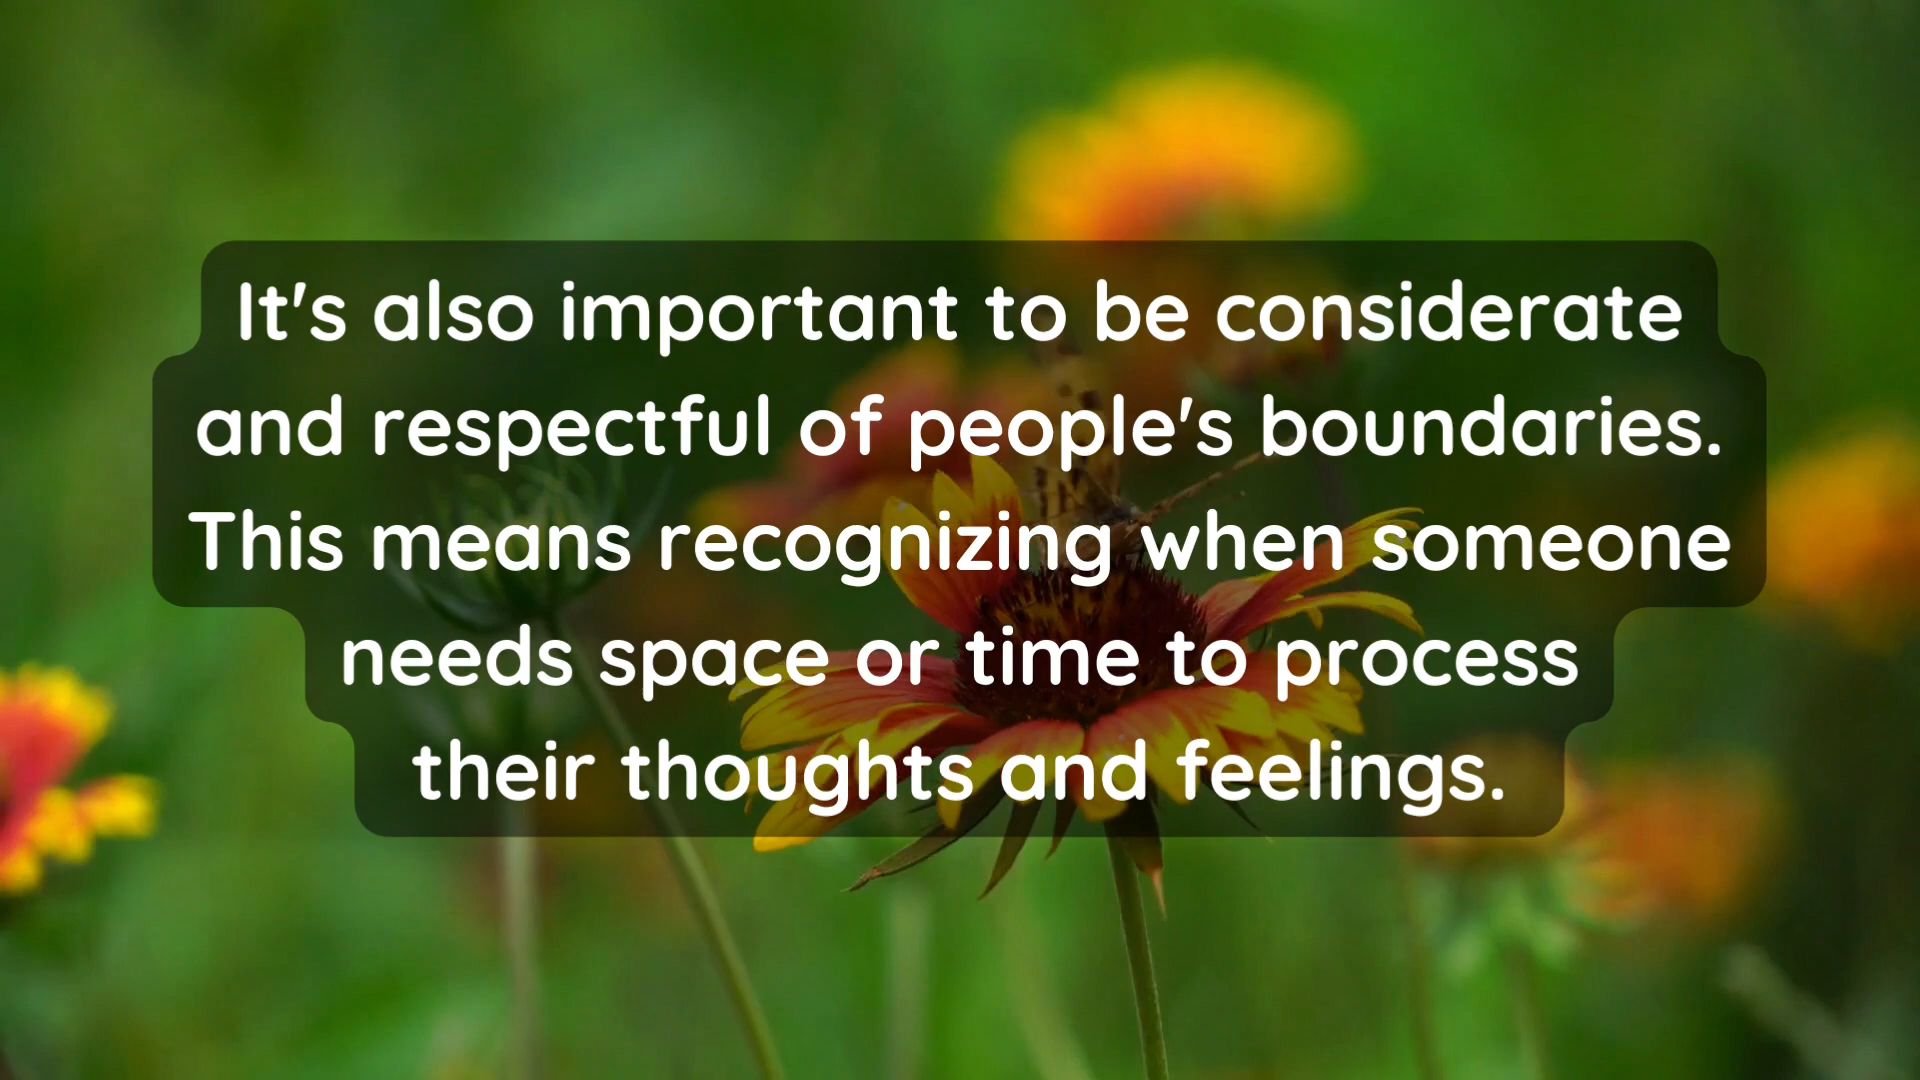 It's also important to be considerate
and respectful of people's boundaries.
This means recognizing when someone
needs space or time to process
their thoughts and feelings.